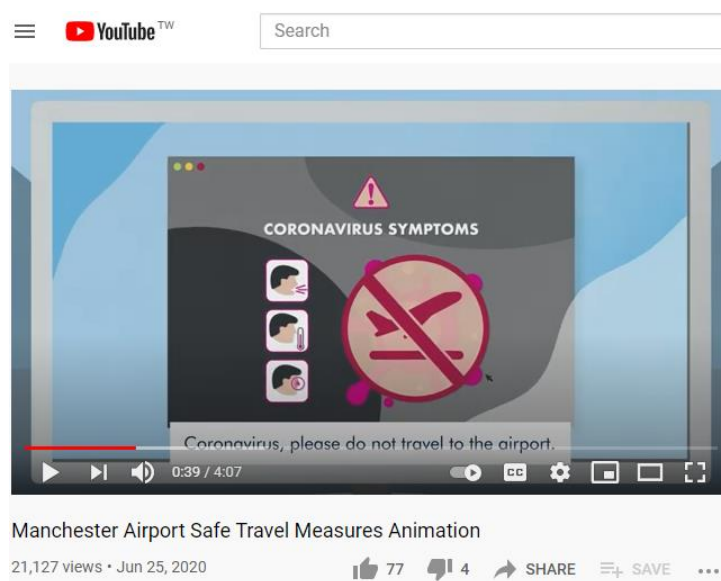 YouTube TW
Search
CORONAVIRUS SYMPTOMS
Coronavirus, please do not travel to the airport.
0:39 / 4:07
CC
Manchester Airport Safe Travel Measures Animation
21,127 views • Jun 25, 2020 77 4 SHARE SAVE